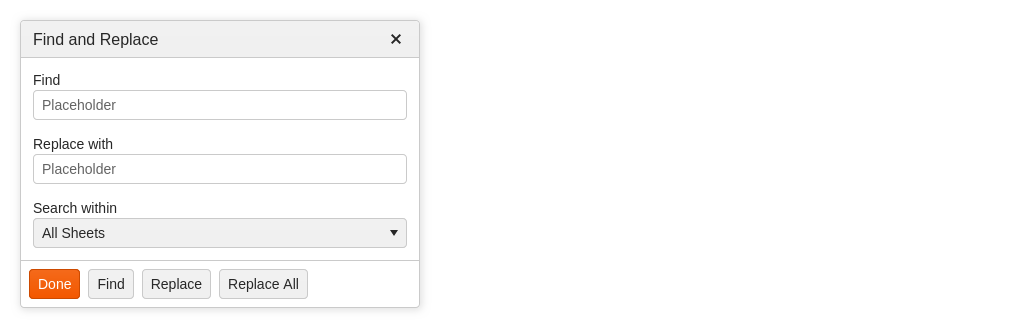 Find and Replace
Find
Placeholder
Replace with
Placeholder
Search within
All Sheets
Done Find Replace Replace All